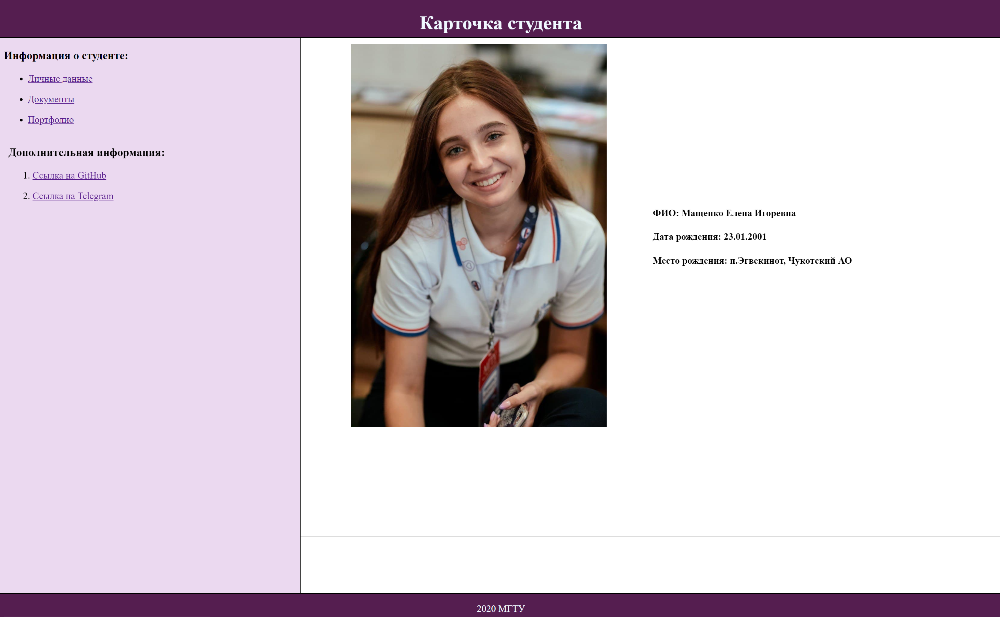 Карточка студента
Информация о студенте:
Личные данные
Документы
Портфолио
Дополнительная информация:
1. Ссылка на GitHub
2. Ссылка на Telegram
ФИО: Мащенко Елена Игоревна
Дата рождения: 23.01.2001
Место рождения: п.Эгвекинот, Чукотский АО
2020 МГТУ